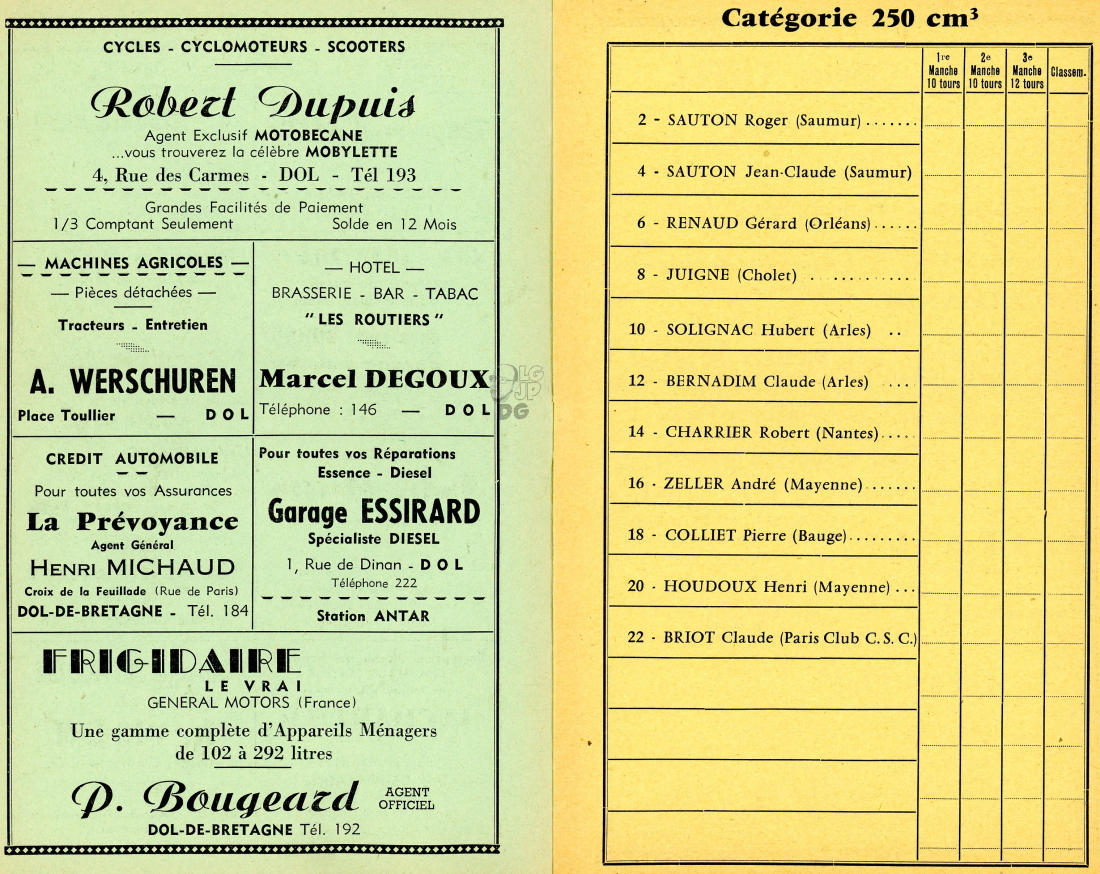 CYCLES - CYCLOMOTEURS - SCOOTERS
Robert Dupuis
Agent Exclusif MOTOBECANE
...vous trouverez la célèbre MOBYLETTE
4, Rue des Carmes - DOL - Tél 193
Grandes Facilités de Paiement
1/3 Comptant Seulement Solde en 12 Mois
— MACHINES AGRICOLES —
— Pièces détachées —
Tracteurs - Entretien
A. WERSCHUREN
Place Toullier — DOL
— HOTEL —
BRASSERIE - BAR - TABAC
"LES ROUTIERS"
Marcel DEGOUX
Téléphone : 146 — DOL
CREDIT AUTOMOBILE
Pour toutes vos Assurances
La Prévoyance
Agent Général
HENRI MICHAUD
Croix de la Feuillade (Rue de Paris)
DOL-DE-BRETAGNE - Tél. 184
Pour toutes vos Réparations
Essence - Diesel
Garage ESSIRARD
Spécialiste DIESEL
1, Rue de Dinan - DOL
Téléphone 222
Station ANTAR
FRIGIDAIRE
LE VRAI
GENERAL MOTORS (France)
Une gamme complète d'Appareils Ménagers
de 102 à 292 litres
P. Bougeard AGENT OFFICIEL
DOL-DE-BRETAGNE Tél. 192
LG
JP
DG
Catégorie 250 cm³
1re Manche 10 tours
2e Manche 10 tours
3e Manche 12 tours
Classem.
2 - SAUTON Roger (Saumur) .......
4 - SAUTON Jean-Claude (Saumur)
6 - RENAUD Gérard (Orléans) ......
8 - JUIGNE (Cholet) . ..........
10 - SOLIGNAC Hubert (Arles) ..
12 - BERNADIM Claude (Arles) ...
14 - CHARRIER Robert (Nantes) ....
16 - ZELLER André (Mayenne) ......
18 - COLLIET Pierre (Bauge) ........
20 - HOUDOUX Henri (Mayenne) ...
22 - BRIOT Claude (Paris Club C. S. C.)